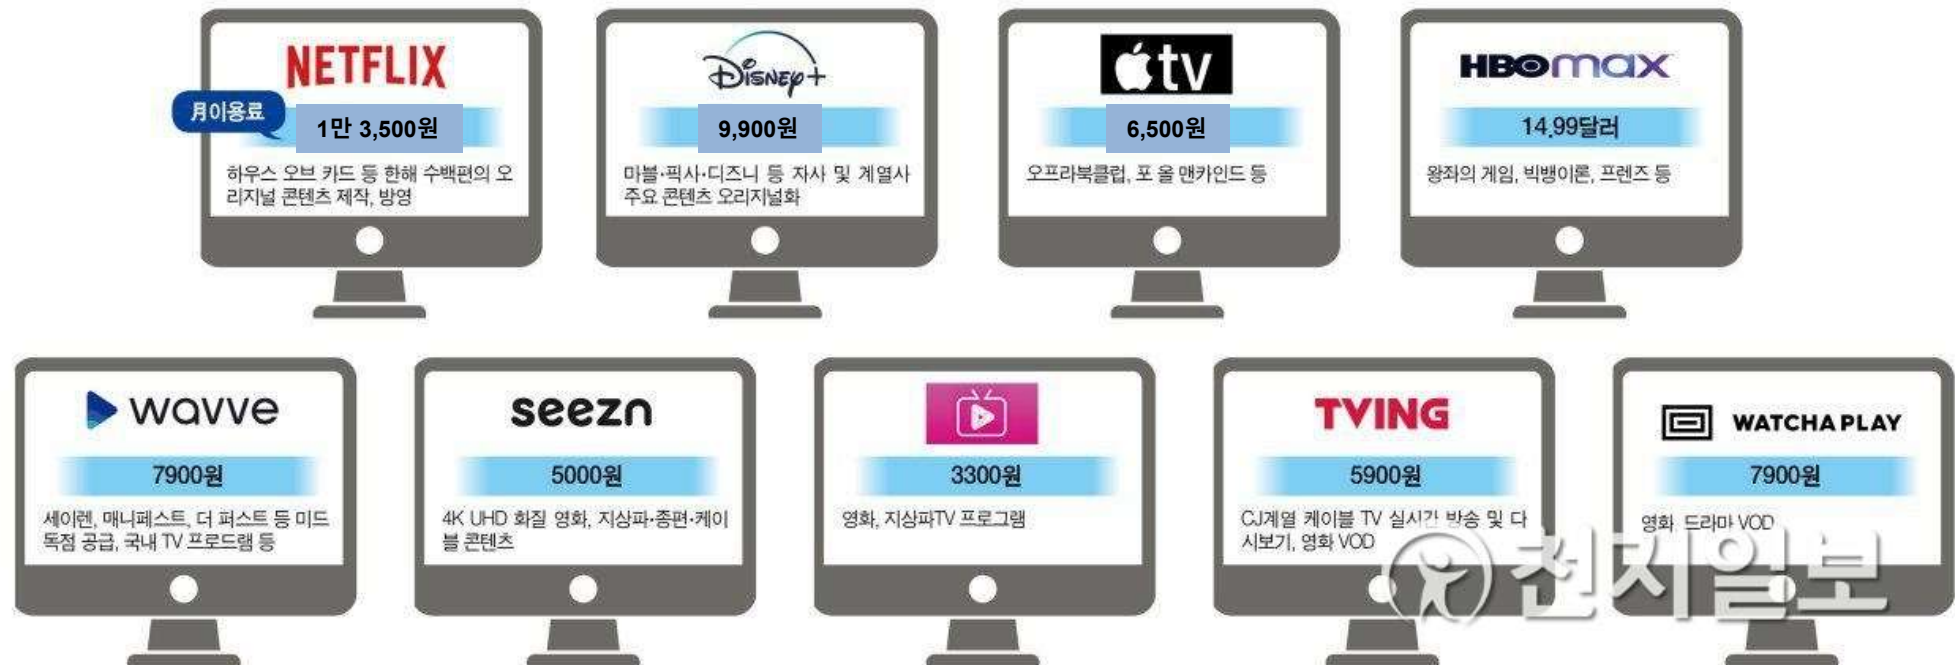 NETFLIX
月이용료
1만 3,500원
하우스 오브 카드 등 한해 수백편의 오
리지널 콘텐츠 제작, 방영
Disney+
9,900원
마블·픽사·디즈니 등 자사 및 계열사
주요 콘텐츠 오리지널화
tv
6,500원
오프라북클럽, 포 올 맨카인드 등
HBOmax
14.99달러
왕좌의 게임, 빅뱅이론, 프렌즈 등
wavve
7900원
세이렌, 매니페스트, 더 퍼스트 등 미드
독점 공급, 국내 TV 프로드램 등
seezn
5000원
4K UHD 화질 영화, 지상파·종편·케이
블 콘텐츠
3300원
영화, 지상파TV 프로그램
TVING
5900원
CJ계열 케이블 TV 실시간 방송 및 다
시보기, 영화 VOD
WATCHA PLAY
7900원
영화, 드라마 VOD
천지일보